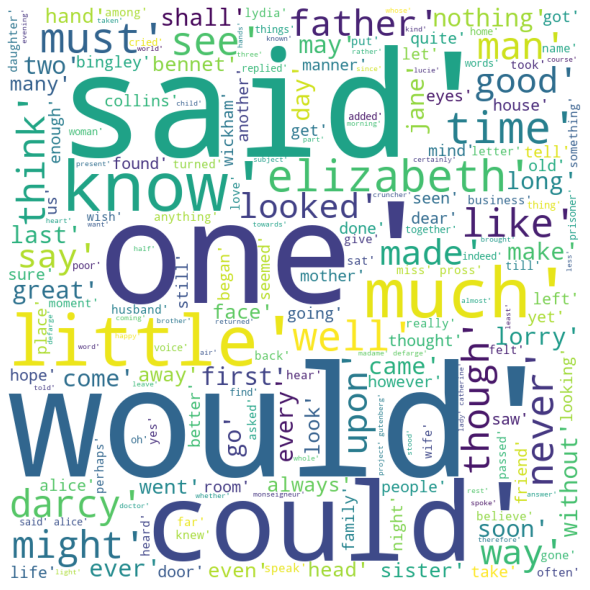 said'
one'
would'
could'
little'
much'
know'
elizabeth'
like'
time'
good'
man'
father'
must'
see
shall'
may'
nothing'
hand'
got'
daughter'
evening'
taken'
among'
cried'
world'
lydia'
things'
known'
three'
hands'
put'
rather'
quite'
let'
home'
kind'
since'
whose'
name'
took'
course'
lucie'
words
two'
bingley'
bennet'
replied'
manner'
day'
jane'
eyes'
house'
many'
collins'
child'
another'
added'
morning'
something'
think'
enough'
us'
woman'
wickham'
get'
mind'
letter'
tell'
present'
found'
turned'
subject'
part'
certainly'
love'
cruncher'
seen'
business'
old'
long'
thing'
prisoner'
heart'
want'
wish'
anything'
looked'
done'
dear'
towards'
give'
together'
brought'
last'
say'
poor'
began'
seemed'
sat'
made'
indeed'
till'
make'
less'
sure'
great'
moment'
still'
face'
mother'
half'
miss' pross'
almost'
left'
yet'
place'
defarge'
husband'
going'
coming'
brother'
returned'
really'
thought'
lorry'
least'
happy'
word'
voice'
air'
back'
madame' defarge'
felt'
well'
though'
never'
hope'
told'
come'
leave'
away'
first'
hear'
came'
however'
find'
better'
asked'
go'
every'
look'
upon'
saw'
lady' catherine'
passed'
looking'
without'
friend'
perhaps'
oh'
yes'
whole'
stood'
wife'
project' gutenberg'
alice'
darcy'
went'
room'
always'
people'
family'
night'
rest'
spoke'
answer'
said' alice'
doctor'
whether'
monseigneur'
might'
heard'
far'
knew'
believe'
soon'
way'
therefore'
gone'
life'
light'
ever'
door'
even'
speak'
head'
sister'
take'
often'